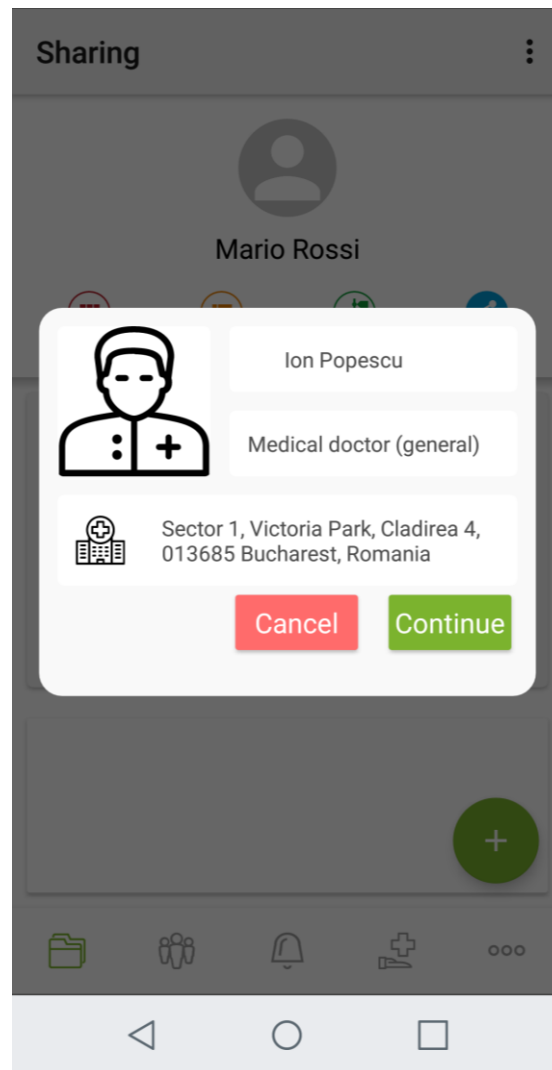 Sharing
Mario Rossi
Ion Popescu
Medical doctor (general)
Sector 1, Victoria Park, Cladirea 4,
013685 Bucharest, Romania
Cancel
Continue